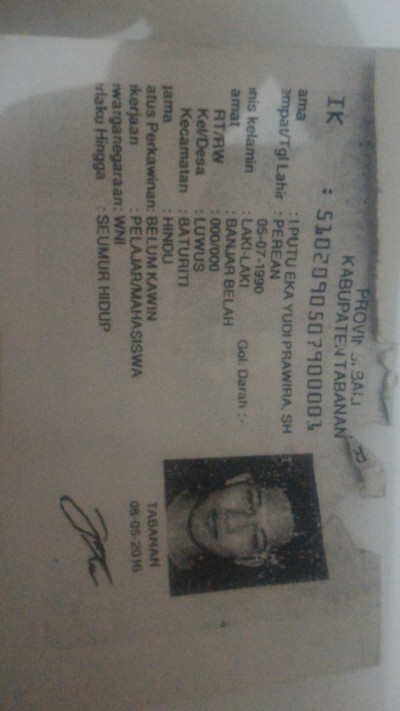 PROVINSI BALI
KABUPATEN TABANAN
IK : 5102090507900001
ama : I PUTU EKA YUDI PRAWIRA, SH
empat/Tgl Lahir : PEREAN
05-07-1990
nis kelamin : LAKI-LAKI Gol. Darah : -
amat : BANJAR BELAH
RT/RW : 000/000
Kel/Desa : LUWUS
Kecamatan : BATURITI
jama : HINDU
atus Perkawinan: BELUM KAWIN
kerjaan : PELAJAR/MAHASISWA
warganegaraan: WNI
rlaku Hingga : SEUMUR HIDUP
TABANAN
08-06-2016